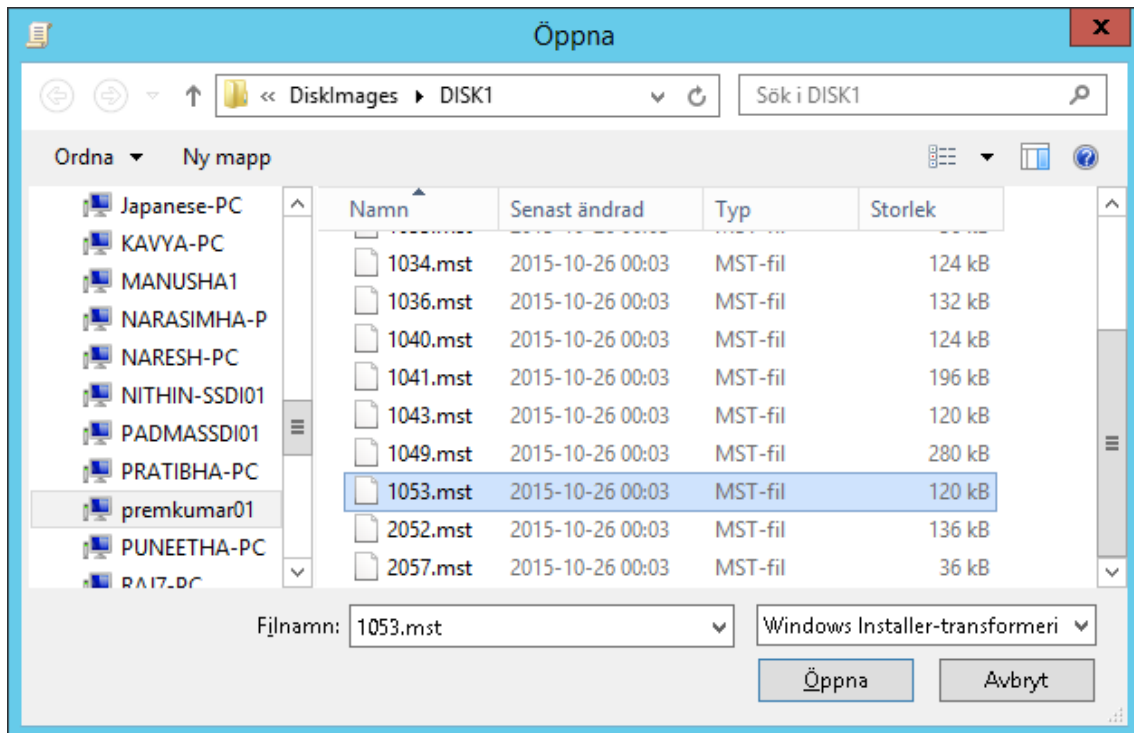 Öppna
x
« DiskImages DISK1
Sök i DISK1
Ordna Ny mapp
Namn Senast ändrad Typ Storlek
Japanese-PC
KAVYA-PC
MANUSHA1
NARASIMHA-P
NARESH-PC
NITHIN-SSDI01
PADMASSDI01
PRATIBHA-PC
premkumar01
PUNEETHA-PC
1034.mst 2015-10-26 00:03 MST-fil 124 kB
1036.mst 2015-10-26 00:03 MST-fil 132 kB
1040.mst 2015-10-26 00:03 MST-fil 124 kB
1041.mst 2015-10-26 00:03 MST-fil 196 kB
1043.mst 2015-10-26 00:03 MST-fil 120 kB
1049.mst 2015-10-26 00:03 MST-fil 280 kB
1053.mst 2015-10-26 00:03 MST-fil 120 kB
2052.mst 2015-10-26 00:03 MST-fil 136 kB
2057.mst 2015-10-26 00:03 MST-fil 36 kB
Filnamn: 1053.mst
Windows Installer-transformeri
Öppna Avbryt